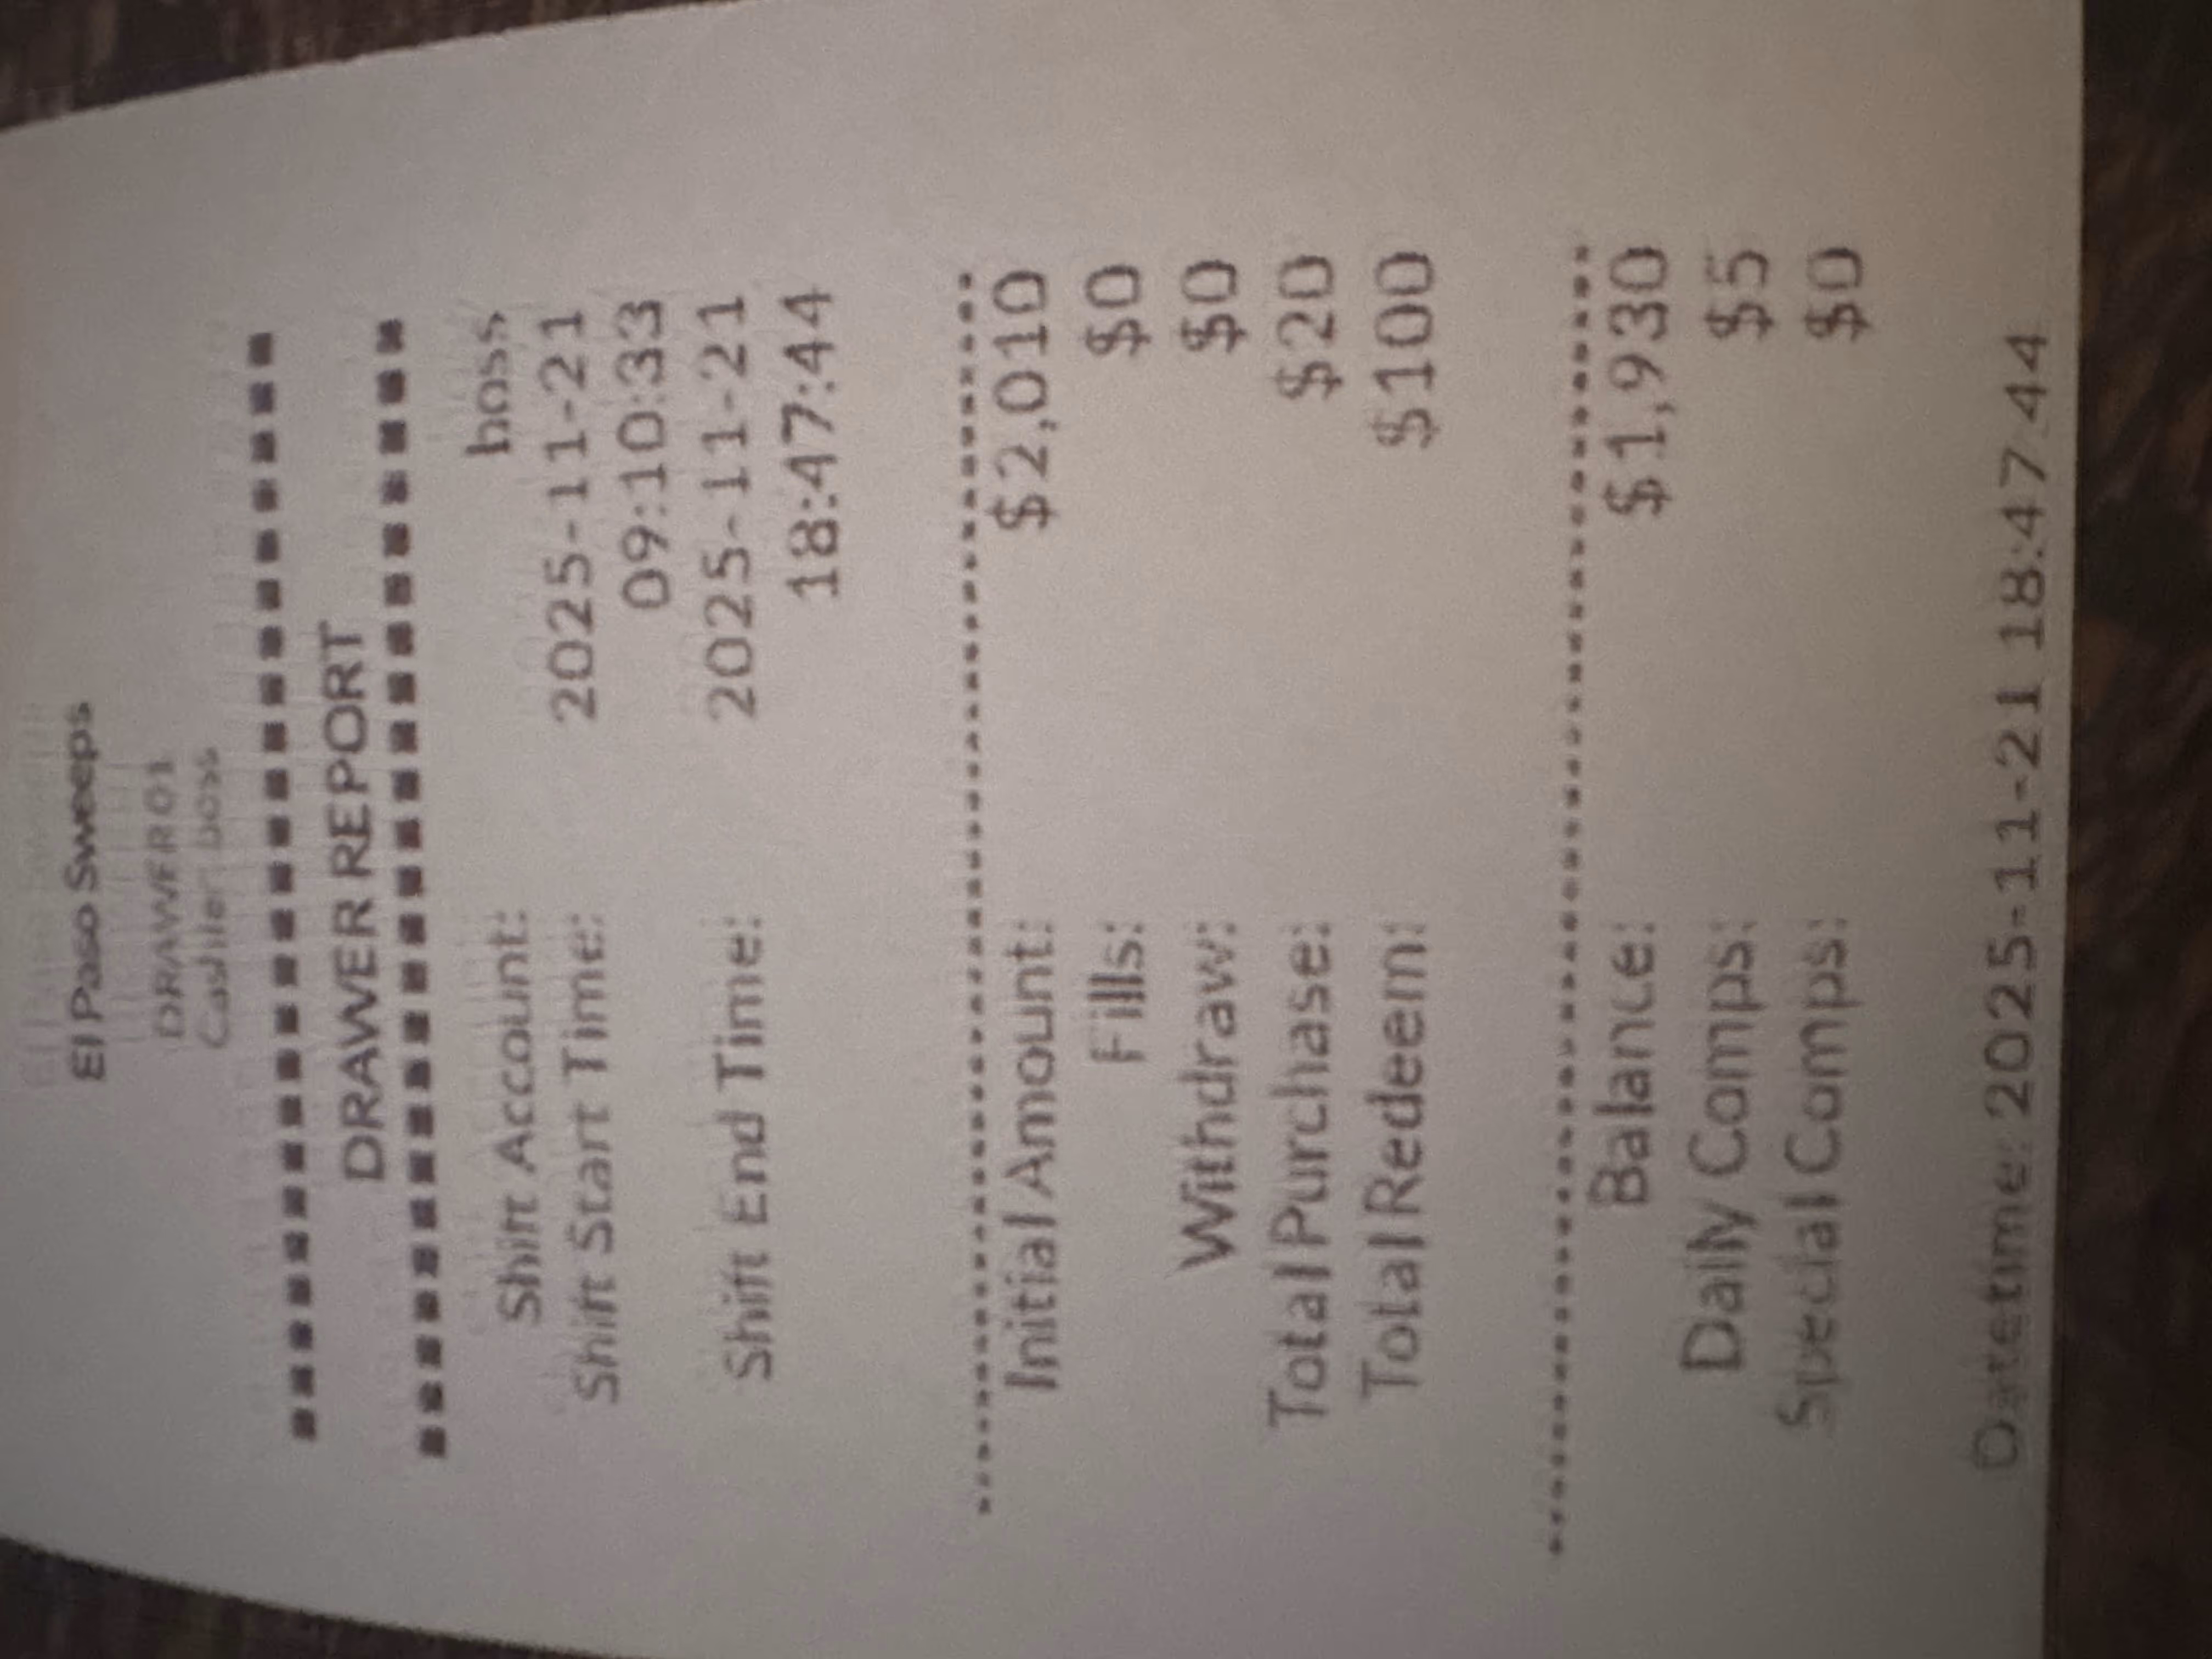 El Paso Sweeps
DRAWER01
Cashier: boss
DRAWER REPORT
Shift Account: boss
Shift Start Time: 2025-11-21
09:10:33
Shift End Time: 2025-11-21
18:47:44
Initial Amount: $2,010
Fills: $0
Withdraw: $0
Total Purchase: $20
Total Redeem: $100
Balance: $1,930
Daily Comps: $5
Special Comps: $0
Datetime: 2025-11-21 18:47:44